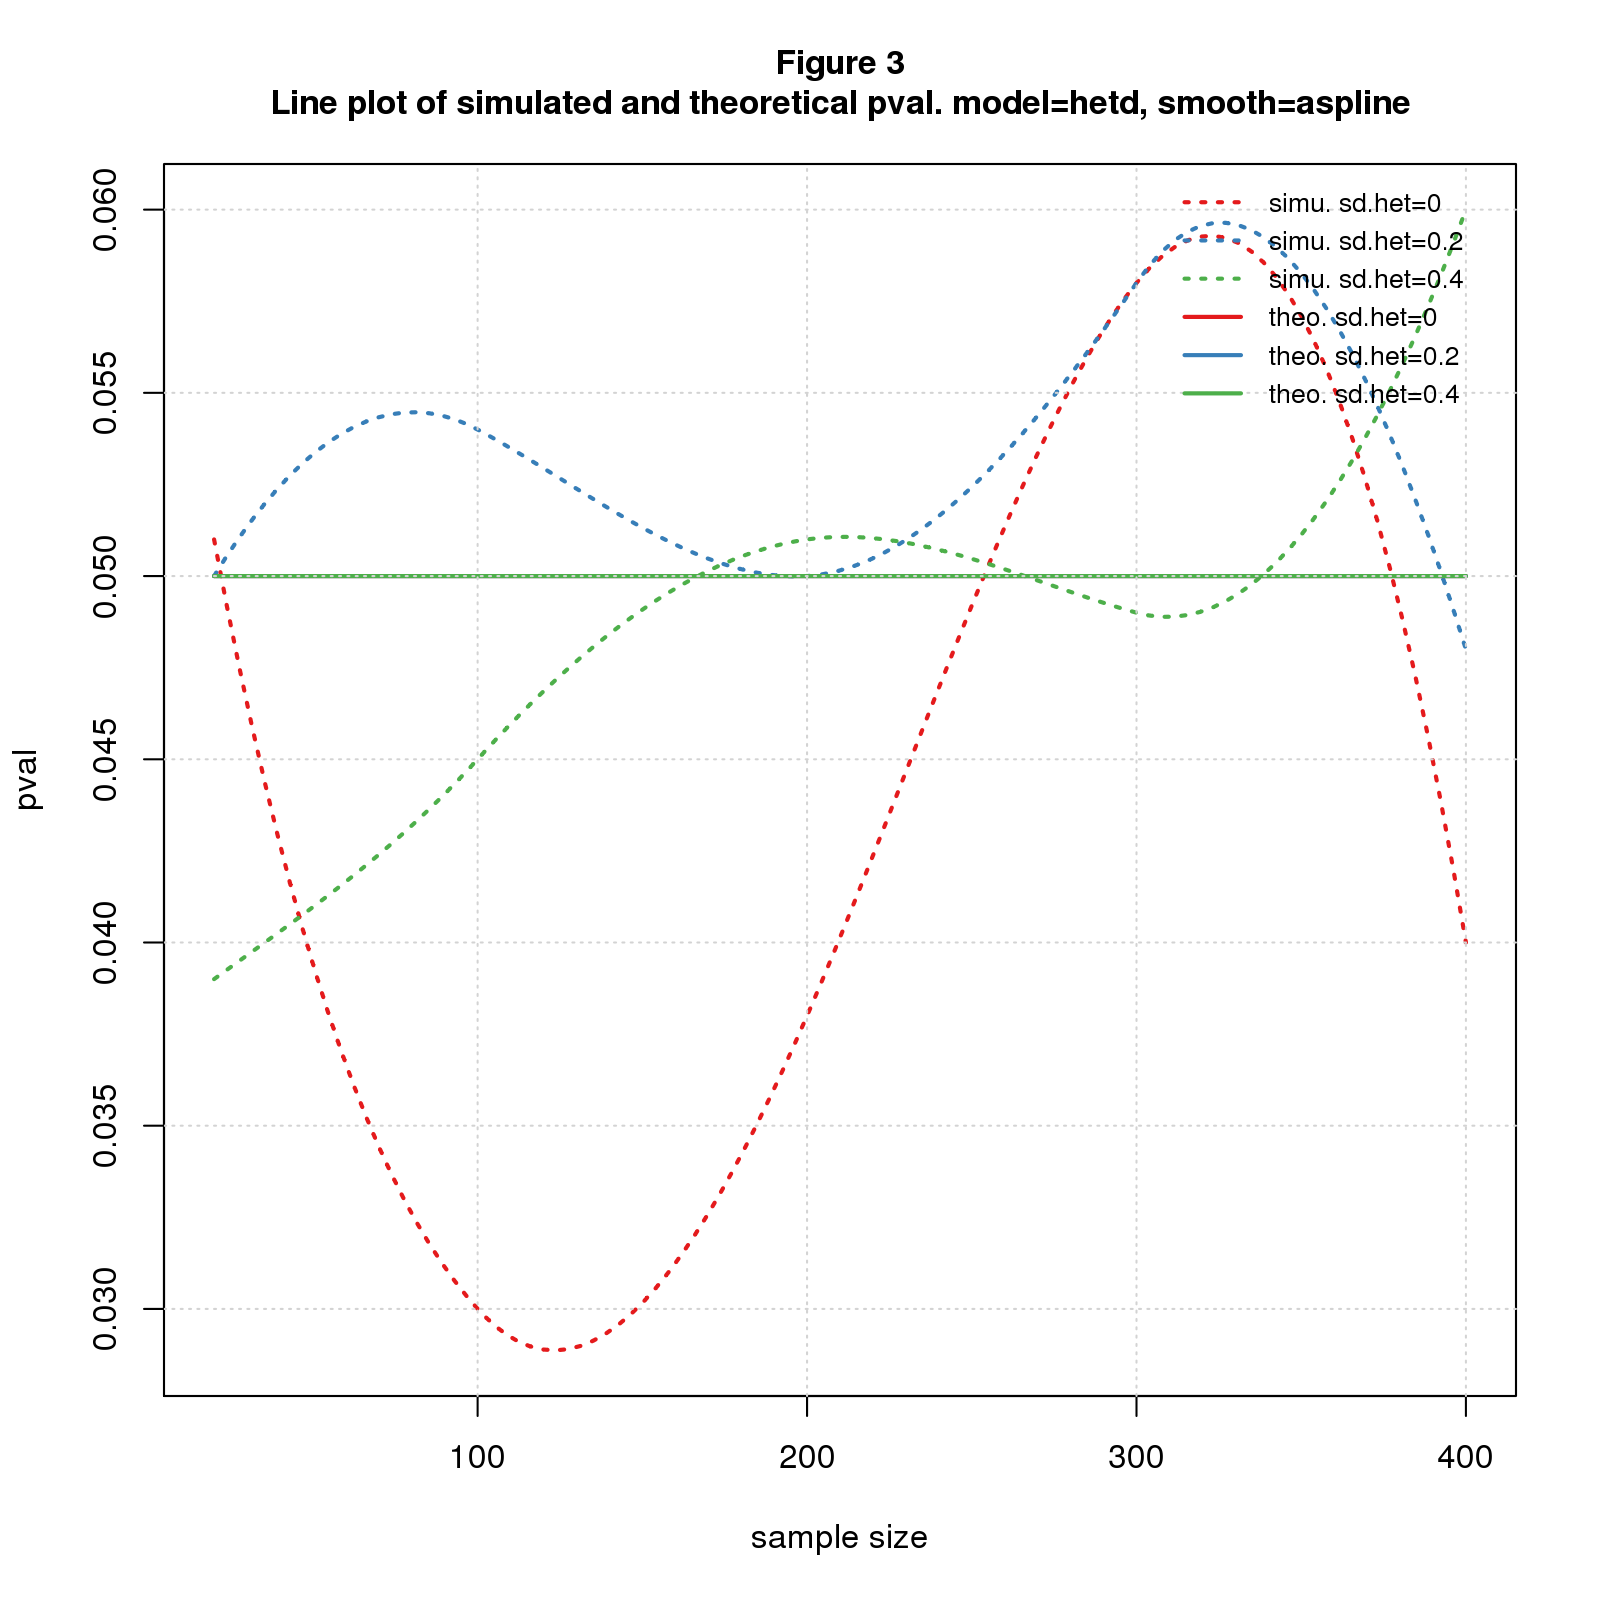 Figure 3
Line plot of simulated and theoretical pval. model=hetd, smooth=aspline
0.060
0.055
0.050
0.045
0.040
0.035
0.030
pval
simu. sd.het=0
simu. sd.het=0.2
simu. sd.het=0.4
theo. sd.het=0
theo. sd.het=0.2
theo. sd.het=0.4
100 200 300 400
sample size